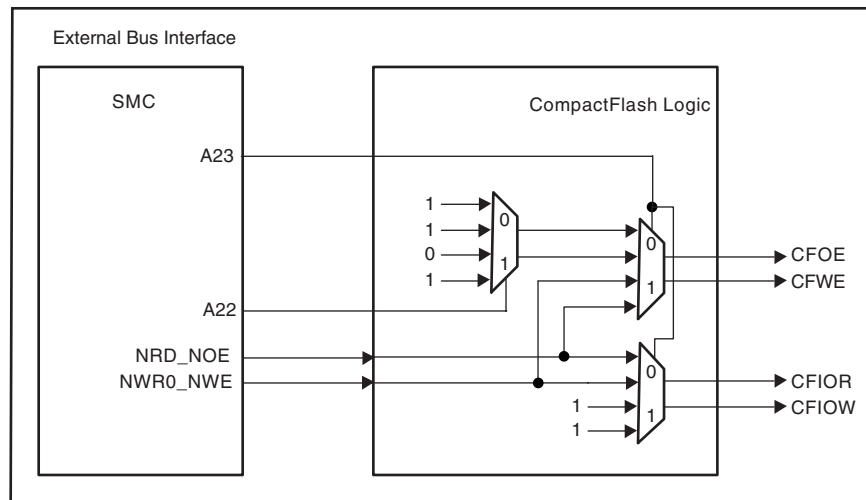 External Bus Interface
SMC
CompactFlash Logic
A23
1
1
0
1
0
1
0
1
CFOE
CFWE
A22
NRD_NOE
NWR0_NWE
0
1
1
1
CFIOR
CFIOW